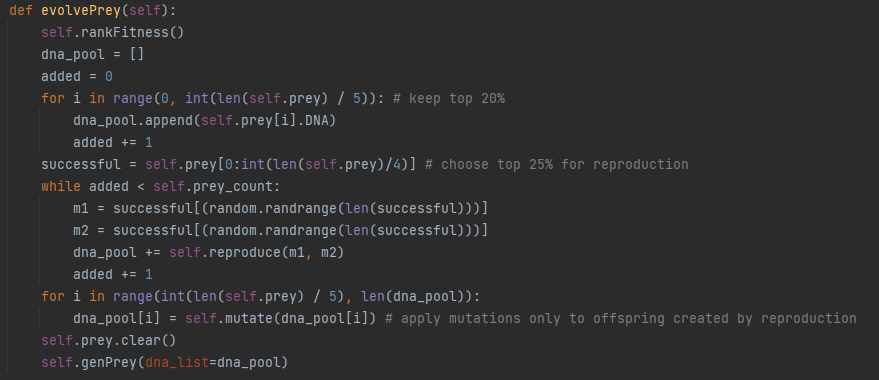 def evolvePrey(self):
    self.rankFitness()
    dna_pool = []
    added = 0
    for i in range(0, int(len(self.prey) / 5)): # keep top 20%
        dna_pool.append(self.prey[i].DNA)
        added += 1
    successful = self.prey[0:int(len(self.prey)/4)] # choose top 25% for reproduction
    while added < self.prey_count:
        m1 = successful[(random.randrange(len(successful)))]
        m2 = successful[(random.randrange(len(successful)))]
        dna_pool += self.reproduce(m1, m2)
        added += 1
    for i in range(int(len(self.prey) / 5), len(dna_pool)):
        dna_pool[i] = self.mutate(dna_pool[i]) # apply mutations only to offspring created by reproduction
    self.prey.clear()
    self.genPrey(dna_list=dna_pool)